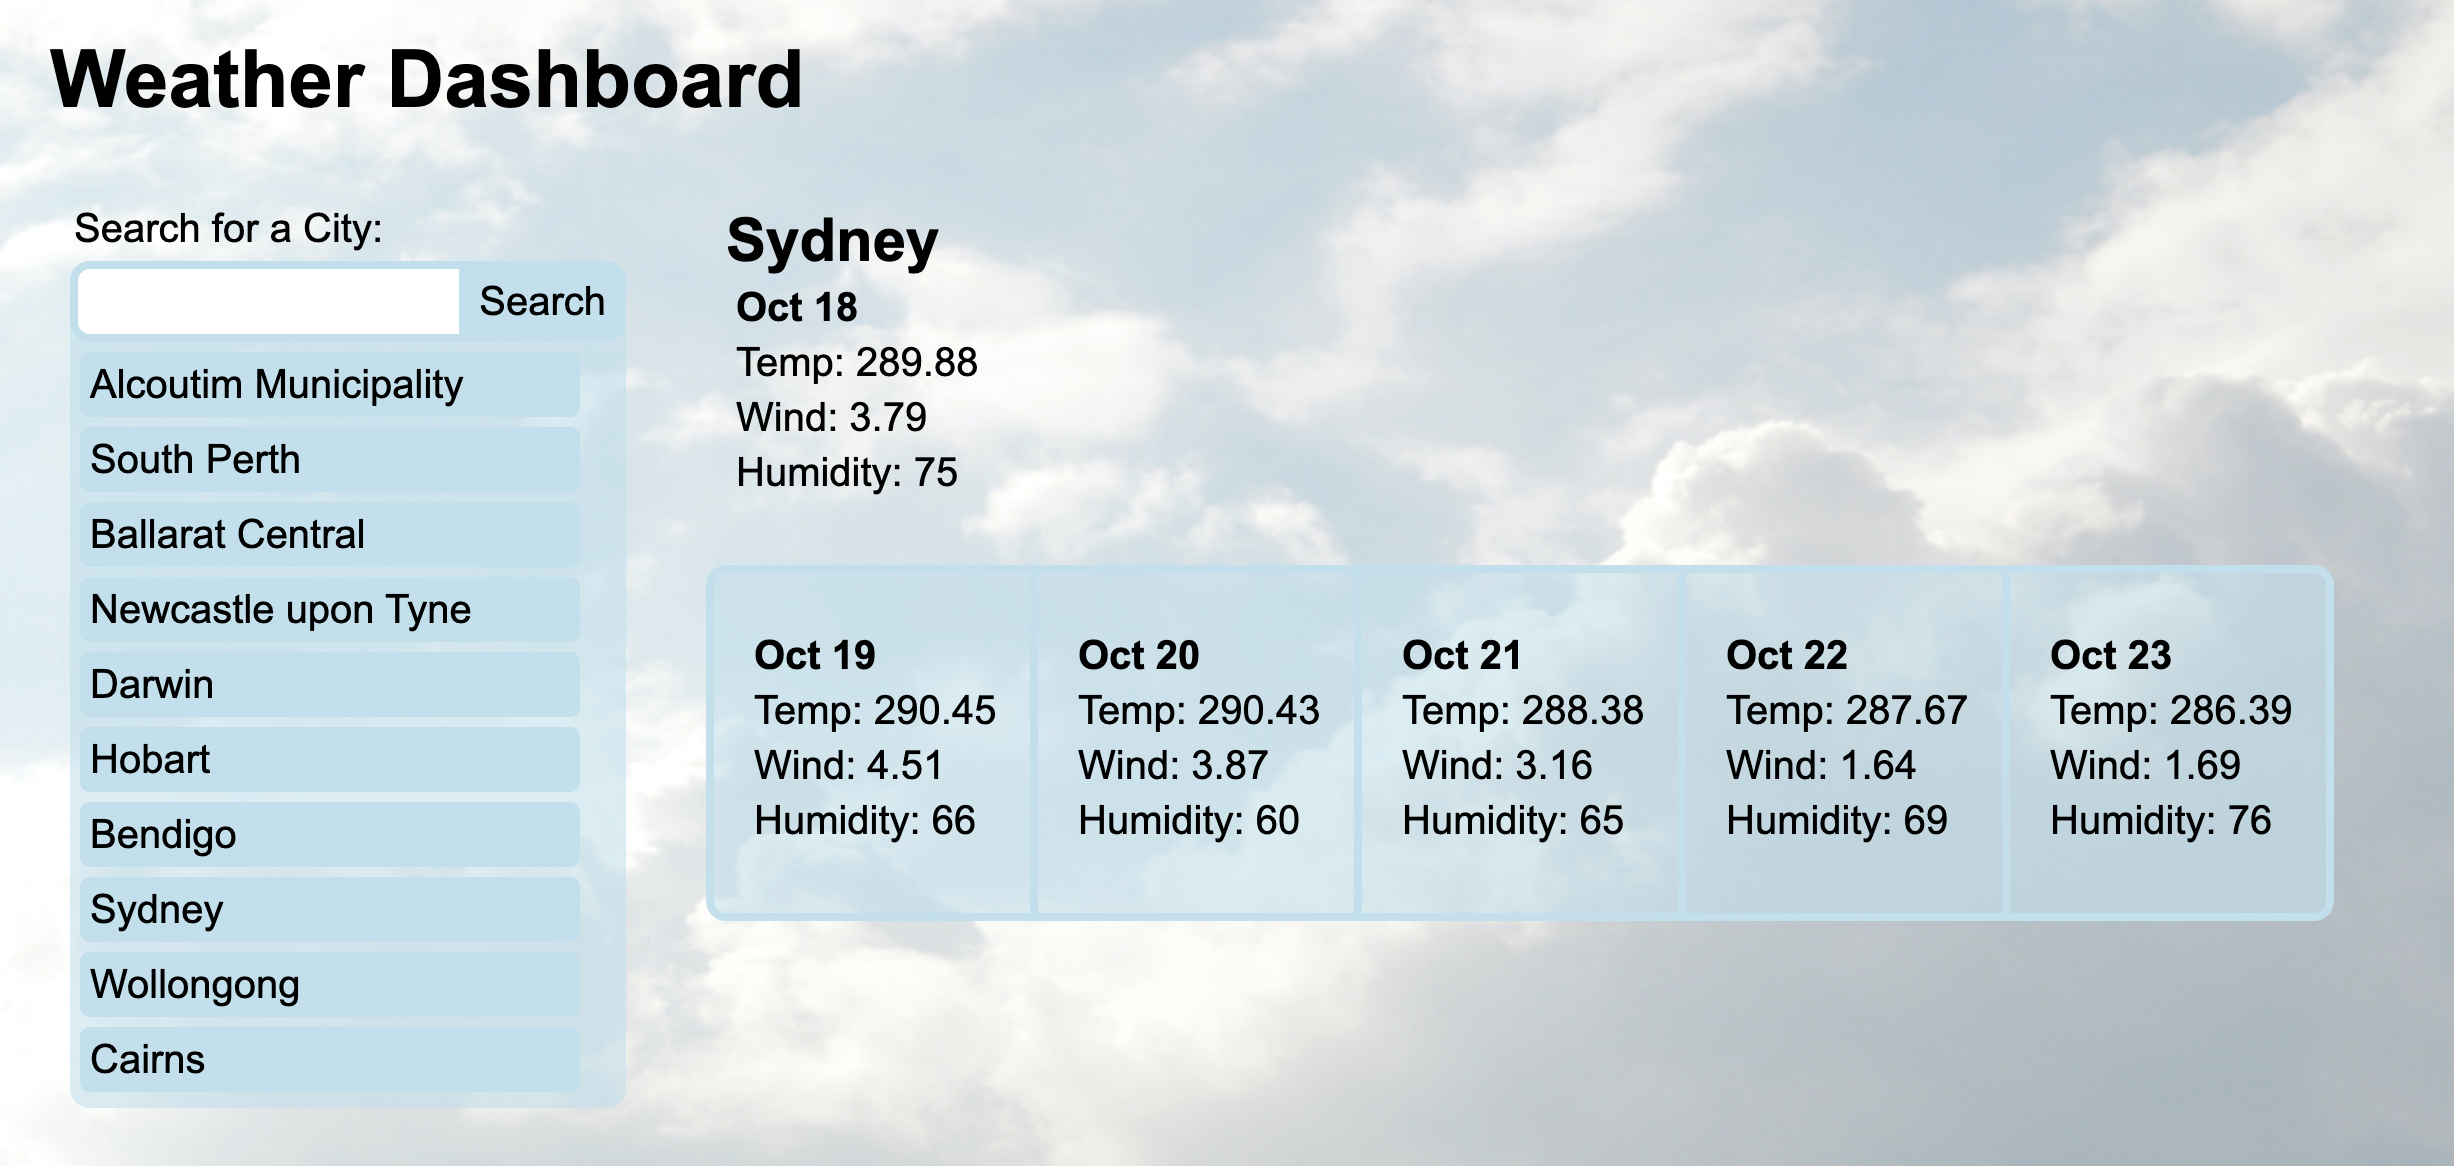 Weather Dashboard
Search for a City:
Search
Alcoutim Municipality
South Perth
Ballarat Central
Newcastle upon Tyne
Darwin
Hobart
Bendigo
Sydney
Wollongong
Cairns
Sydney
Oct 18
Temp: 289.88
Wind: 3.79
Humidity: 75
Oct 19
Temp: 290.45
Wind: 4.51
Humidity: 66
Oct 20
Temp: 290.43
Wind: 3.87
Humidity: 60
Oct 21
Temp: 288.38
Wind: 3.16
Humidity: 65
Oct 22
Temp: 287.67
Wind: 1.64
Humidity: 69
Oct 23
Temp: 286.39
Wind: 1.69
Humidity: 76